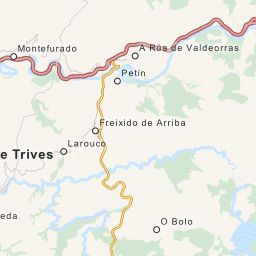 A Rúa de Valdeorras
Montefurado
Petín
Freixido de Arriba
Larouco
e Trives
eda
O Bolo